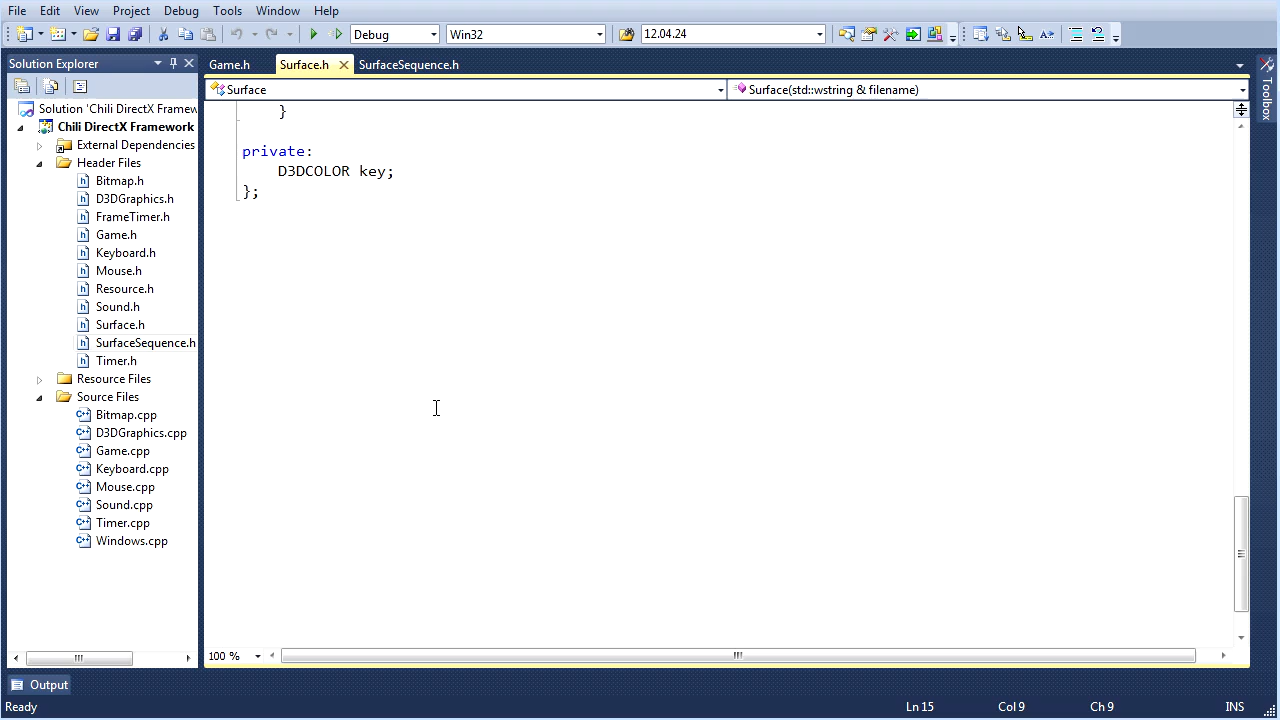 File Edit View Project Debug Tools Window Help
Debug Win32 12.04.24
Solution Explorer
Game.h Surface.h SurfaceSequence.h
Surface Surface(std::wstring & filename)
Toolbox
Solution 'Chili DirectX Framew
Chili DirectX Framework
External Dependencies
Header Files
Bitmap.h
D3DGraphics.h
FrameTimer.h
Game.h
Keyboard.h
Mouse.h
Resource.h
Sound.h
Surface.h
SurfaceSequence.h
Timer.h
Resource Files
Source Files
Bitmap.cpp
D3DGraphics.cpp
Game.cpp
Keyboard.cpp
Mouse.cpp
Sound.cpp
Timer.cpp
Windows.cpp
}
private:
D3DCOLOR key;
};
100 %
Output
Ready Ln 15 Col 9 Ch 9 INS